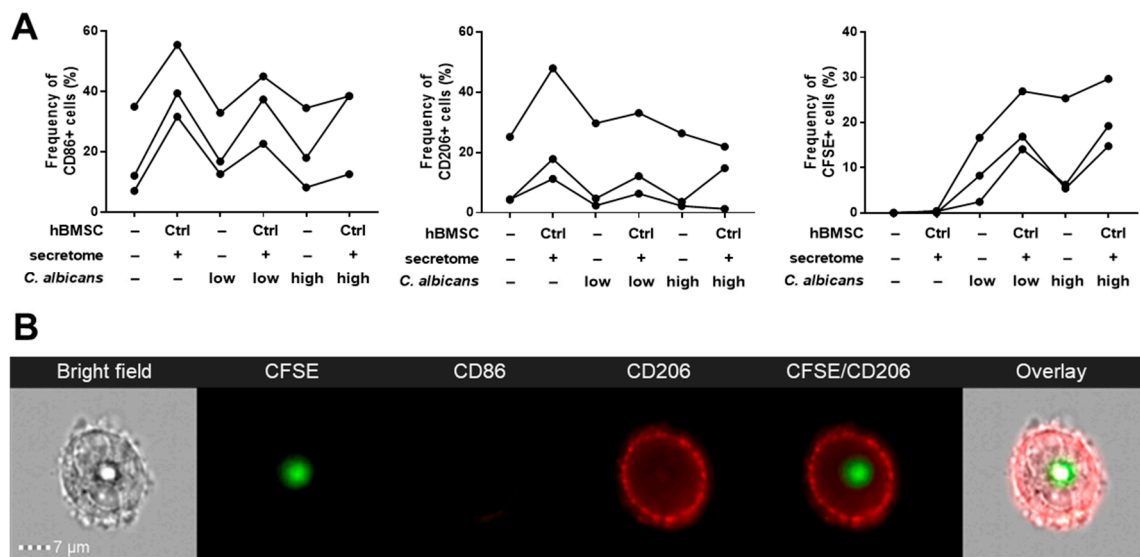 A
Frequency of
CD86+ cells (%)
60
40
20
0
hBMSC – Ctrl – Ctrl – Ctrl
secretome – + – + – +
C. albicans – – low low high high
Frequency of
CD206+ cells (%)
60
40
20
0
hBMSC – Ctrl – Ctrl – Ctrl
secretome – + – + – +
C. albicans – – low low high high
Frequency of
CFSE+ cells (%)
40
30
20
10
0
hBMSC – Ctrl – Ctrl – Ctrl
secretome – + – + – +
C. albicans – – low low high high
B
Bright field CFSE CD86 CD206 CFSE/CD206 Overlay
7 µm